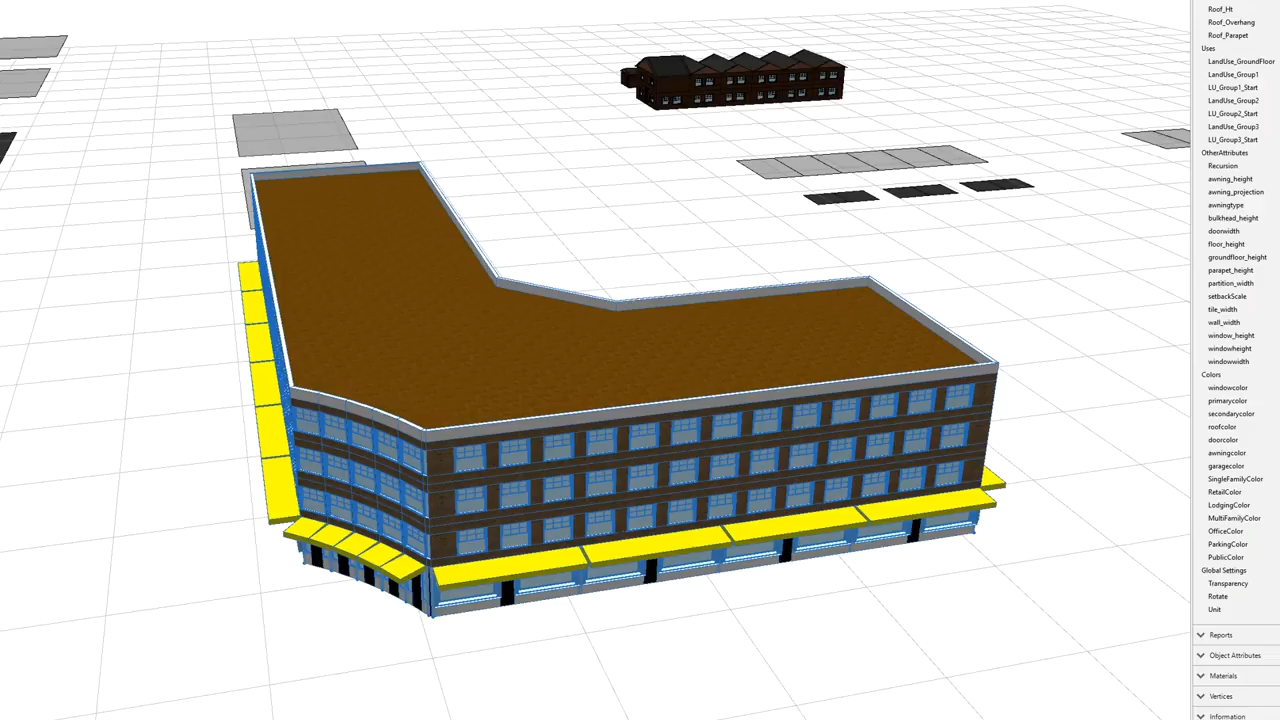 Roof_Ht
Roof_Overhang
Roof_Parapet
Uses
LandUse_GroundFloor
LandUse_Group1
LU_Group1_Start
LandUse_Group2
LU_Group2_Start
LandUse_Group3
LU_Group3_Start
OtherAttributes
Recursion
awning_height
awning_projection
awningtype
bulkhead_height
doorwidth
floor_height
groundfloor_height
parapet_height
partition_width
setbackScale
tile_width
wall_width
window_height
windowheight
windowwidth
Colors
windowcolor
primarycolor
secondarycolor
roofcolor
doorcolor
awningcolor
garagecolor
SingleFamilyColor
RetailColor
LodgingColor
MultiFamilyColor
OfficeColor
ParkingColor
PublicColor
Global Settings
Transparency
Rotate
Unit
Reports
Object Attributes
Materials
Vertices
Information